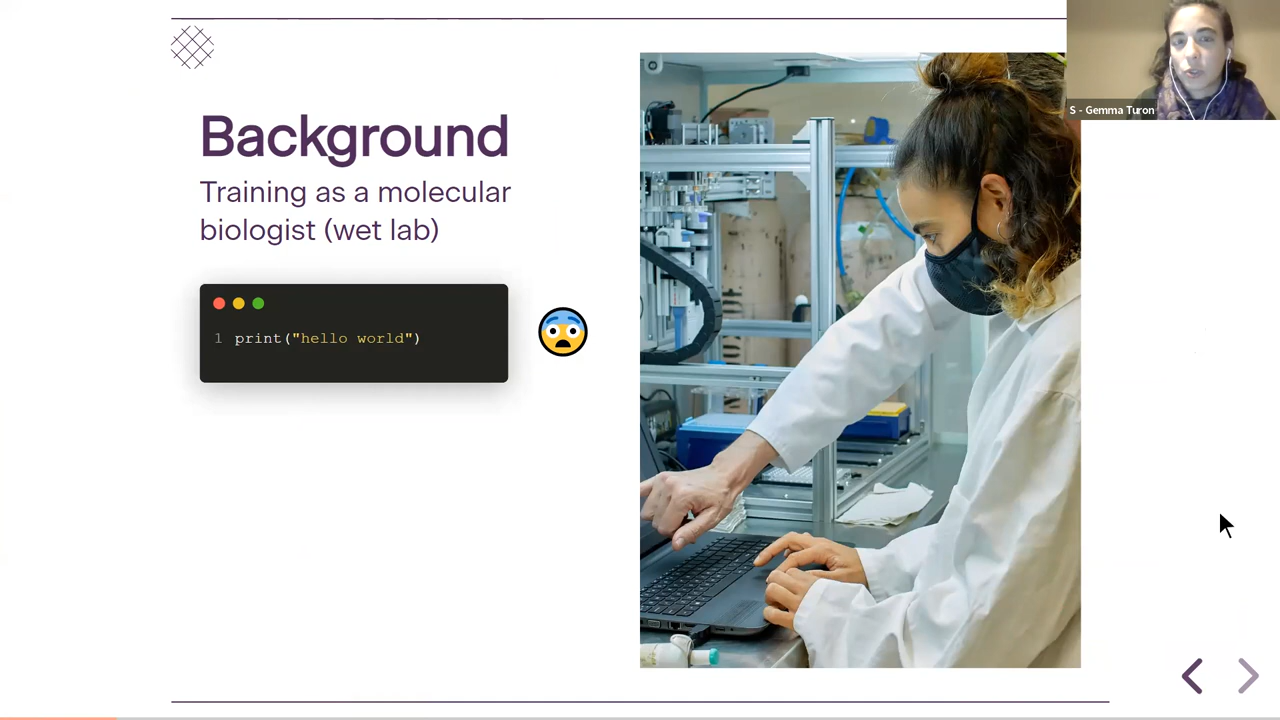 S - Gemma Turon
Background
Training as a molecular
biologist (wet lab)
1 print("hello world")